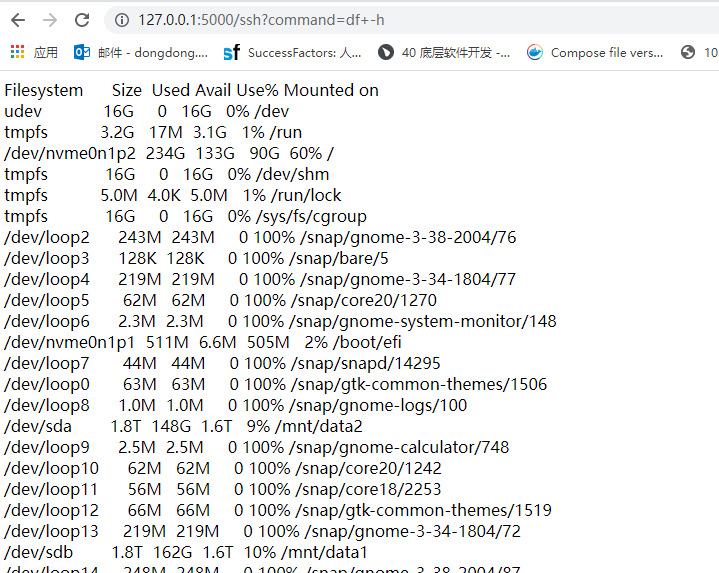 127.0.0.1:5000/ssh?command=df+-h
应用 邮件 - dongdong.... SuccessFactors: 人... 40 底层软件开发 -... Compose file vers... 10
Filesystem Size Used Avail Use% Mounted on
udev 16G 0 16G 0% /dev
tmpfs 3.2G 17M 3.1G 1% /run
/dev/nvme0n1p2 234G 133G 90G 60% /
tmpfs 16G 0 16G 0% /dev/shm
tmpfs 5.0M 4.0K 5.0M 1% /run/lock
tmpfs 16G 0 16G 0% /sys/fs/cgroup
/dev/loop2 243M 243M 0 100% /snap/gnome-3-38-2004/76
/dev/loop3 128K 128K 0 100% /snap/bare/5
/dev/loop4 219M 219M 0 100% /snap/gnome-3-34-1804/77
/dev/loop5 62M 62M 0 100% /snap/core20/1270
/dev/loop6 2.3M 2.3M 0 100% /snap/gnome-system-monitor/148
/dev/nvme0n1p1 511M 6.6M 505M 2% /boot/efi
/dev/loop7 44M 44M 0 100% /snap/snapd/14295
/dev/loop0 63M 63M 0 100% /snap/gtk-common-themes/1506
/dev/loop8 1.0M 1.0M 0 100% /snap/gnome-logs/100
/dev/sda 1.8T 148G 1.6T 9% /mnt/data2
/dev/loop9 2.5M 2.5M 0 100% /snap/gnome-calculator/748
/dev/loop10 62M 62M 0 100% /snap/core20/1242
/dev/loop11 56M 56M 0 100% /snap/core18/2253
/dev/loop12 66M 66M 0 100% /snap/gtk-common-themes/1519
/dev/loop13 219M 219M 0 100% /snap/gnome-3-34-1804/72
/dev/sdb 1.8T 162G 1.6T 10% /mnt/data1
/dev/loop14 248M 248M 0 100% /snap/gnome-3-38-2004/87